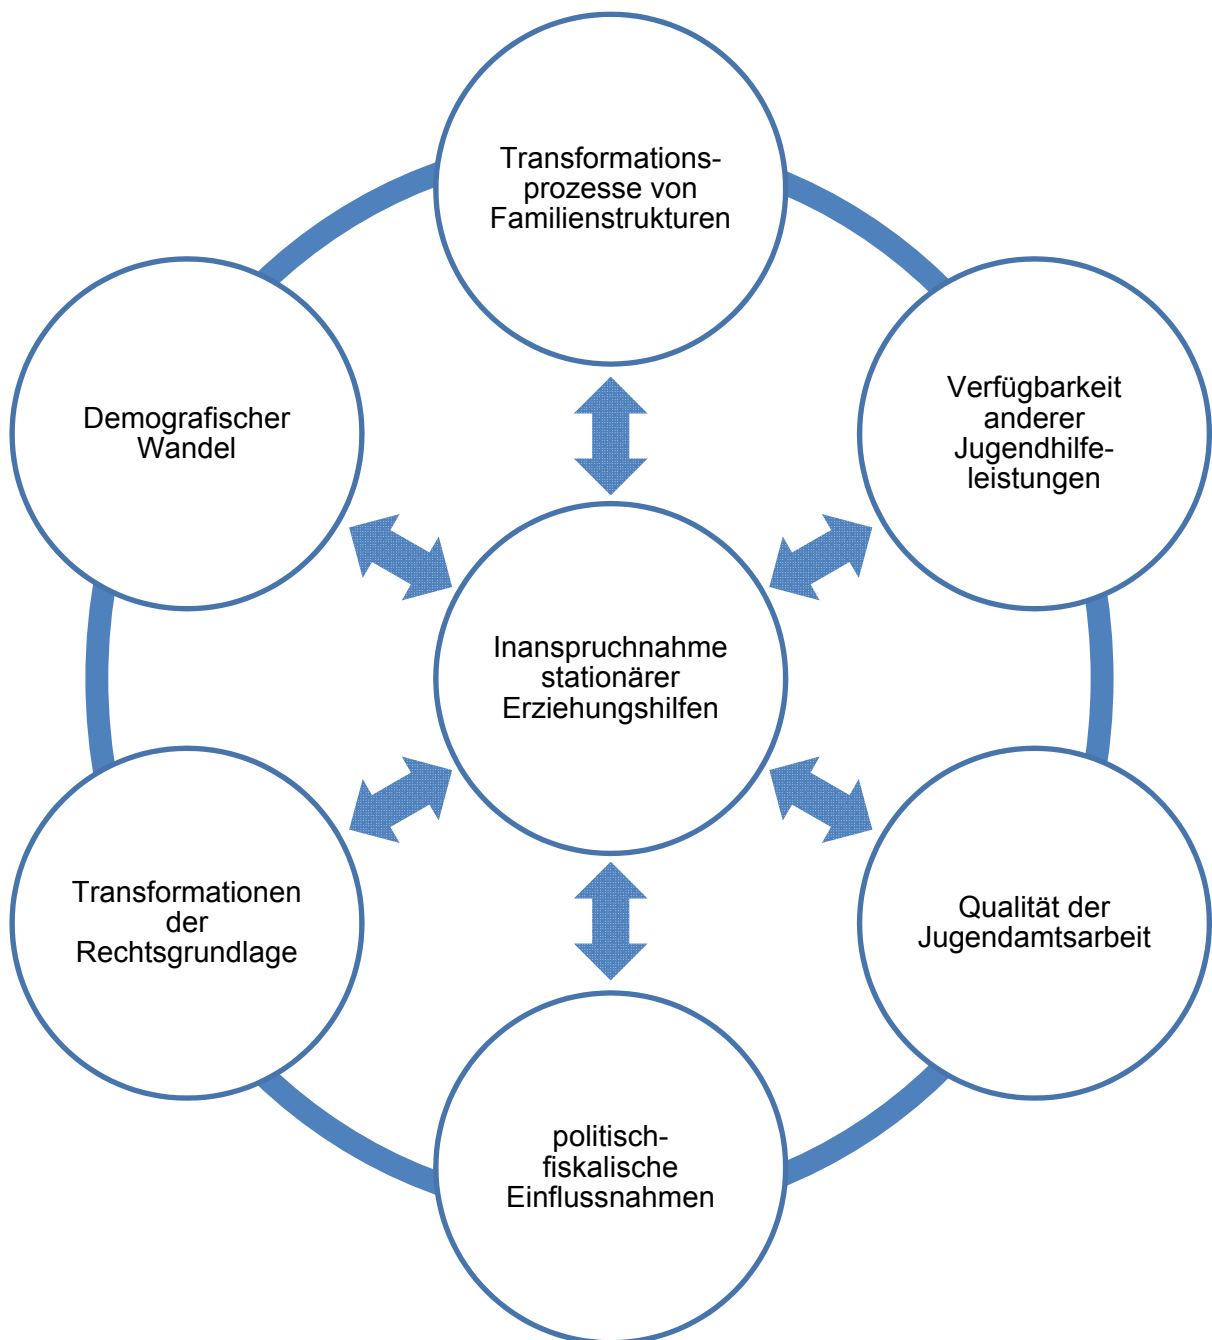 Transformations-
prozesse von
Familienstrukturen
Demografischer
Wandel
Verfügbarkeit
anderer
Jugendhilfe-
leistungen
Inanspruchnahme
stationärer
Erziehungshilfen
Transformationen
der
Rechtsgrundlage
Qualität der
Jugendamtsarbeit
politisch-
fiskalische
Einflussnahmen